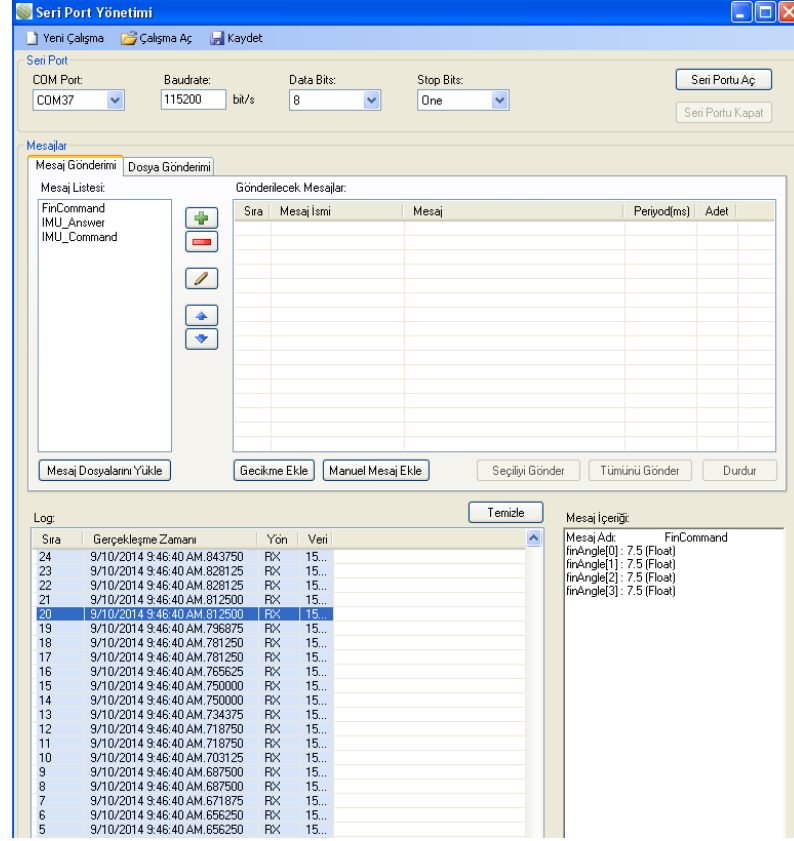 Seri Port Yönetimi
Yeni Çalışma Çalışma Aç Kaydet
Seri Port
COM Port: Baudrate: Data Bits: Stop Bits:
COM37 115200 bit/s 8 One Seri Portu Aç
Seri Portu Kapat
Mesajlar
Mesaj Gönderimi Dosya Gönderimi
Mesaj Listesi: Gönderilecek Mesajlar:
Sıra Mesaj İsmi Mesaj Periyod(ms) Adet
FinCommand
IMU_Answer
IMU_Command
Mesaj Dosyalarını Yükle Gecikme Ekle Manuel Mesaj Ekle Seçiliyi Gönder Tümünü Gönder Durdur
Log: Temizle
Sıra Gerçekleşme Zamanı Yön Veri
24 9/10/2014 9:46:40 AM.843750 RX 15...
23 9/10/2014 9:46:40 AM.828125 RX 15...
22 9/10/2014 9:46:40 AM.828125 RX 15...
21 9/10/2014 9:46:40 AM.812500 RX 15...
20 9/10/2014 9:46:40 AM.812500 RX 15...
19 9/10/2014 9:46:40 AM.796875 RX 15...
18 9/10/2014 9:46:40 AM.781250 RX 15...
17 9/10/2014 9:46:40 AM.781250 RX 15...
16 9/10/2014 9:46:40 AM.765625 RX 15...
15 9/10/2014 9:46:40 AM.750000 RX 15...
14 9/10/2014 9:46:40 AM.750000 RX 15...
13 9/10/2014 9:46:40 AM.734375 RX 15...
12 9/10/2014 9:46:40 AM.718750 RX 15...
11 9/10/2014 9:46:40 AM.718750 RX 15...
10 9/10/2014 9:46:40 AM.703125 RX 15...
9 9/10/2014 9:46:40 AM.687500 RX 15...
8 9/10/2014 9:46:40 AM.687500 RX 15...
7 9/10/2014 9:46:40 AM.671875 RX 15...
6 9/10/2014 9:46:40 AM.656250 RX 15...
5 9/10/2014 9:46:40 AM.656250 RX 15...
Mesaj İçeriği:
Mesaj Adı: FinCommand
finAngle[0] : 7.5 (Float)
finAngle[1] : 7.5 (Float)
finAngle[2] : 7.5 (Float)
finAngle[3] : 7.5 (Float)